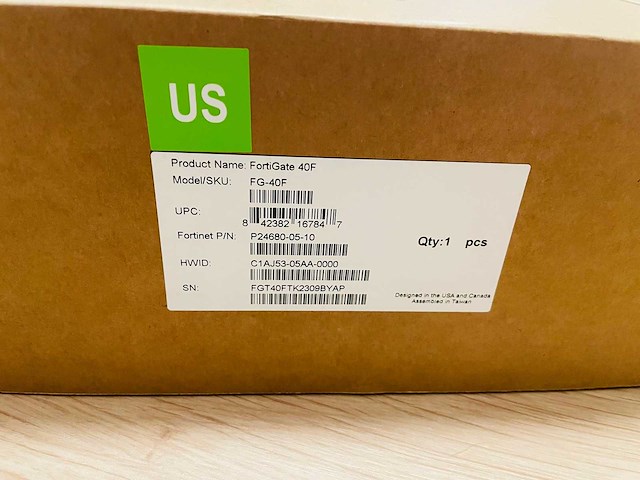 US
Product Name: FortiGate 40F
Model/SKU: FG-40F
UPC:
8 42382 16784 7
Fortinet P/N: P24680-05-10
Qty:1 pcs
HWID: C1AJ53-05AA-0000
SN: FGT40FTK2309BYAP
Designed in the USA and Canada
Assembled in Taiwan